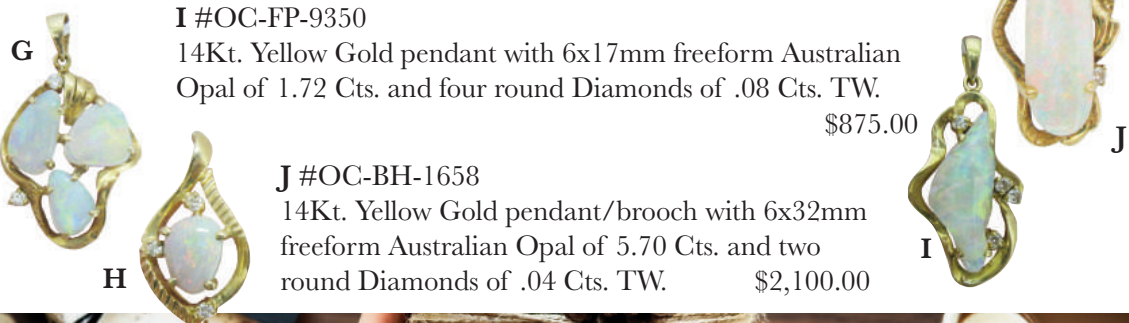 G
I #OC-FP-9350
14Kt. Yellow Gold pendant with 6x17mm freeform Australian
Opal of 1.72 Cts. and four round Diamonds of .08 Cts. TW.
$875.00
J
J #OC-BH-1658
14Kt. Yellow Gold pendant/brooch with 6x32mm
freeform Australian Opal of 5.70 Cts. and two
round Diamonds of .04 Cts. TW. $2,100.00
I
H